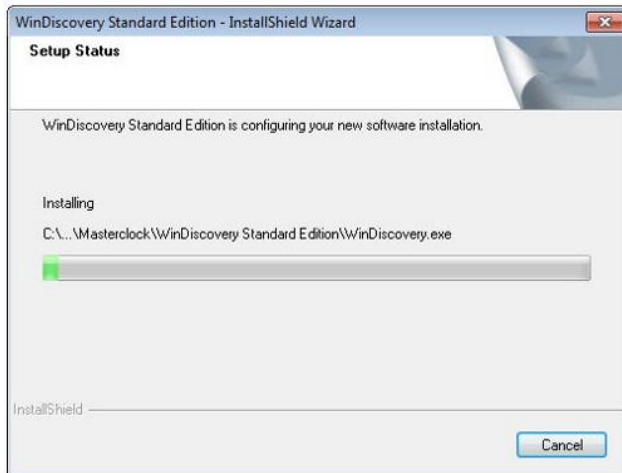 WinDiscovery Standard Edition - InstallShield Wizard
Setup Status
WinDiscovery Standard Edition is configuring your new software installation.
Installing
C:\...\Masterclock\WinDiscovery Standard Edition\WinDiscovery.exe
InstallShield
Cancel